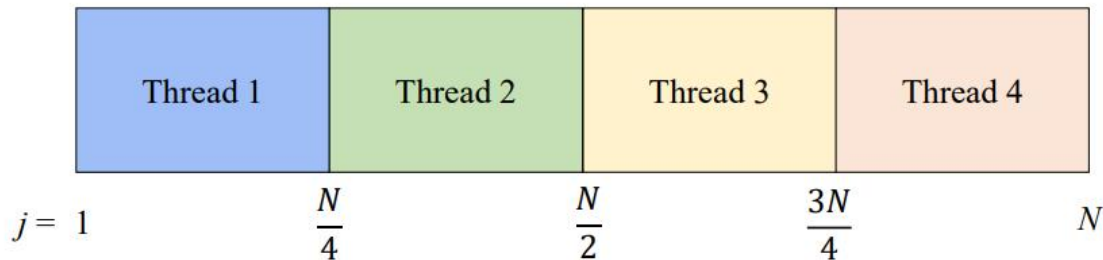 Thread 1 Thread 2 Thread 3 Thread 4
j = 1 N/4 N/2 3N/4 N